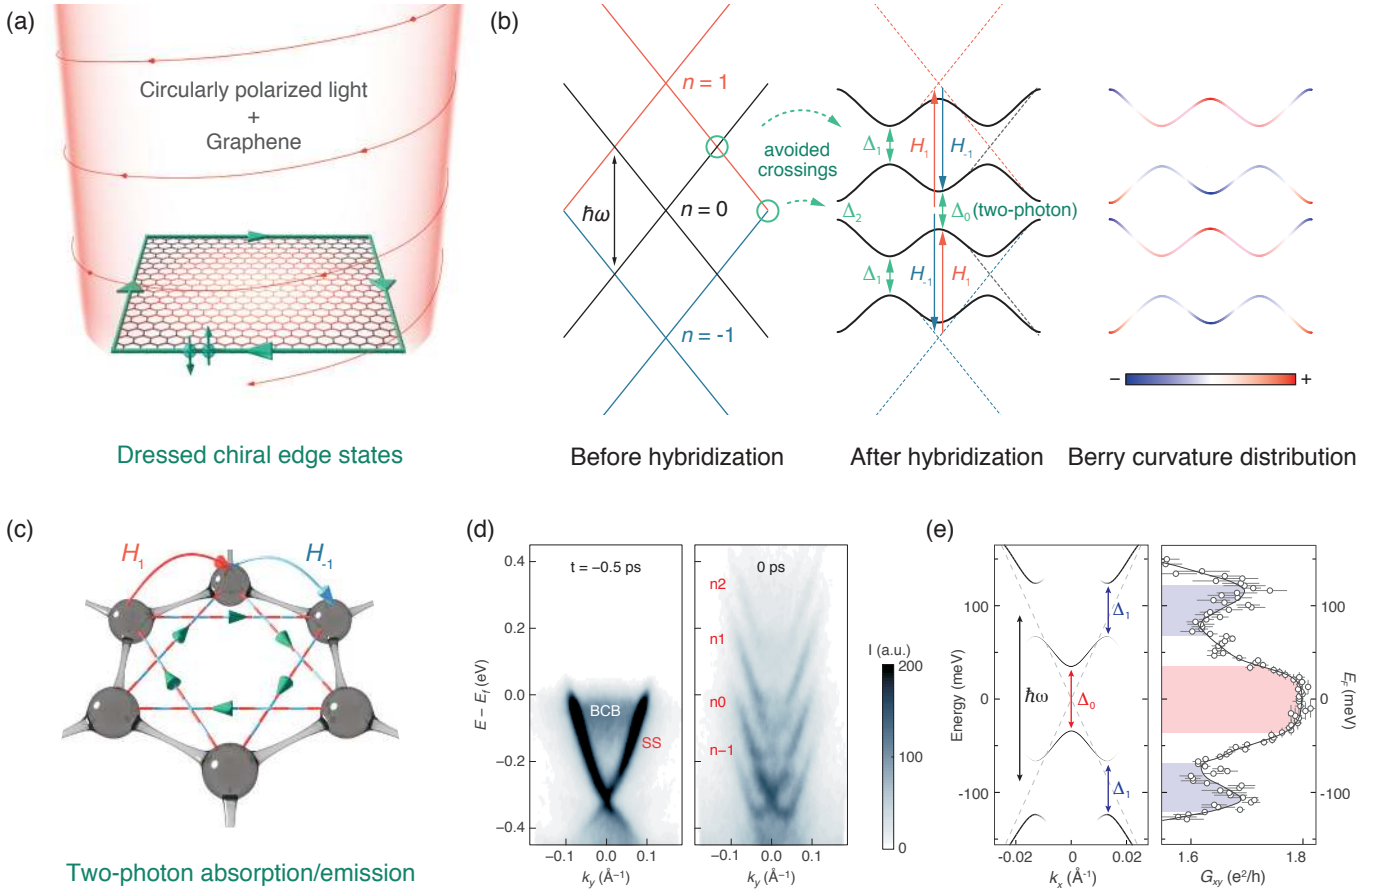 (a)
Circularly polarized light
+
Graphene
Dressed chiral edge states
(b)
n = 1
n = 0
n = -1
ħω
avoided
crossings
Δ1
H1
H-1
Δ2
Δ0 (two-photon)
Δ1
H-1
H1
− +
Before hybridization
After hybridization
Berry curvature distribution
(c)
H1
H-1
Two-photon absorption/emission
(d)
t = −0.5 ps
0 ps
0.4
0.2
0.0
−0.2
−0.4
E − Ef (eV)
BCB
SS
n2
n1
n0
n−1
−0.1 0.0 0.1
ky (Å−1)
−0.1 0.0 0.1
ky (Å−1)
I (a.u.)
200
100
0
(e)
Energy (meV)
100
0
-100
ħω
Δ1
Δ0
Δ1
-0.02 0 0.02
kx (Å-1)
100
0
-100
EF (meV)
1.6 1.8
Gxy (e2/h)